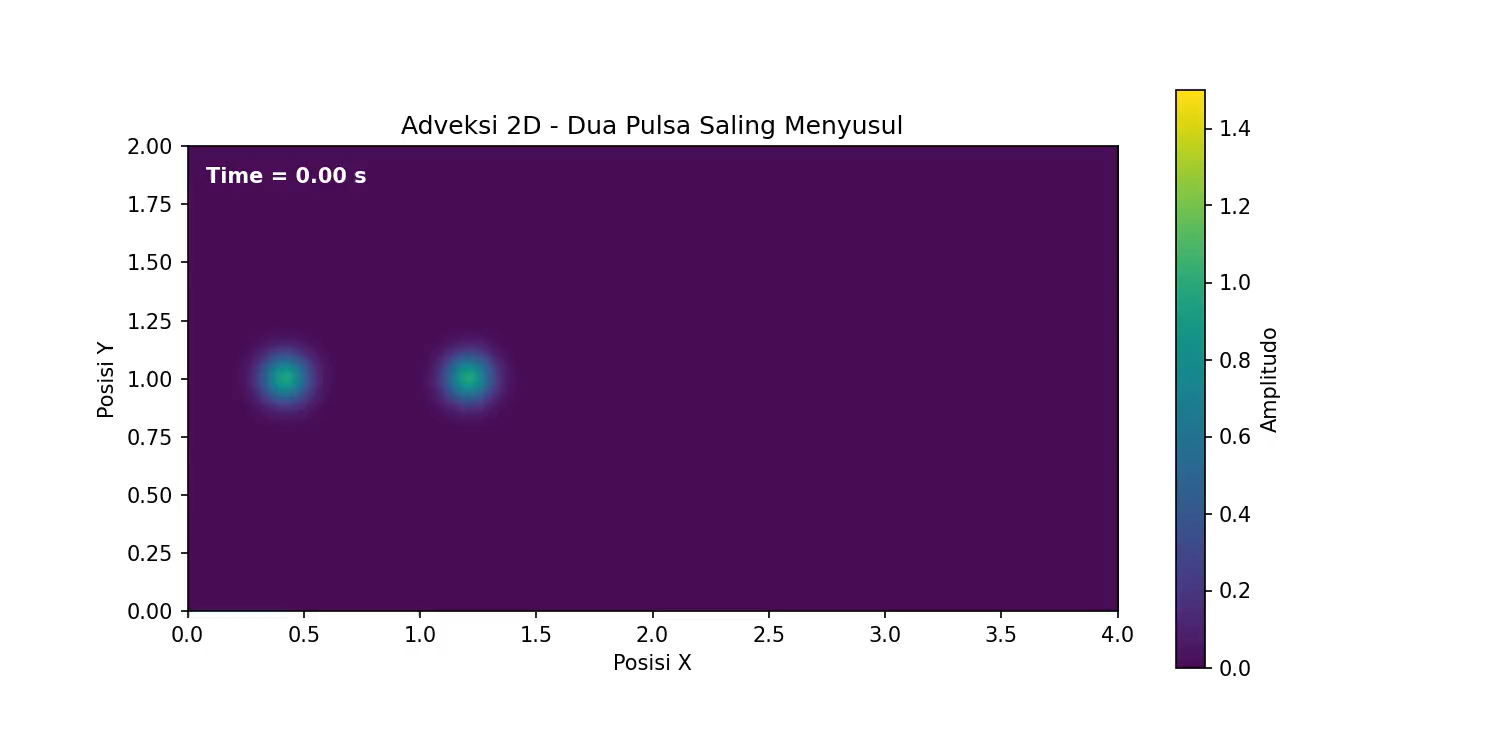 Adveksi 2D - Dua Pulsa Saling Menyusul
Time = 0.00 s
2.00
1.75
1.50
1.25
1.00
0.75
0.50
0.25
0.00
Posisi Y
0.0 0.5 1.0 1.5 2.0 2.5 3.0 3.5 4.0
Posisi X
1.4
1.2
1.0
0.8
0.6
0.4
0.2
0.0
Amplitudo